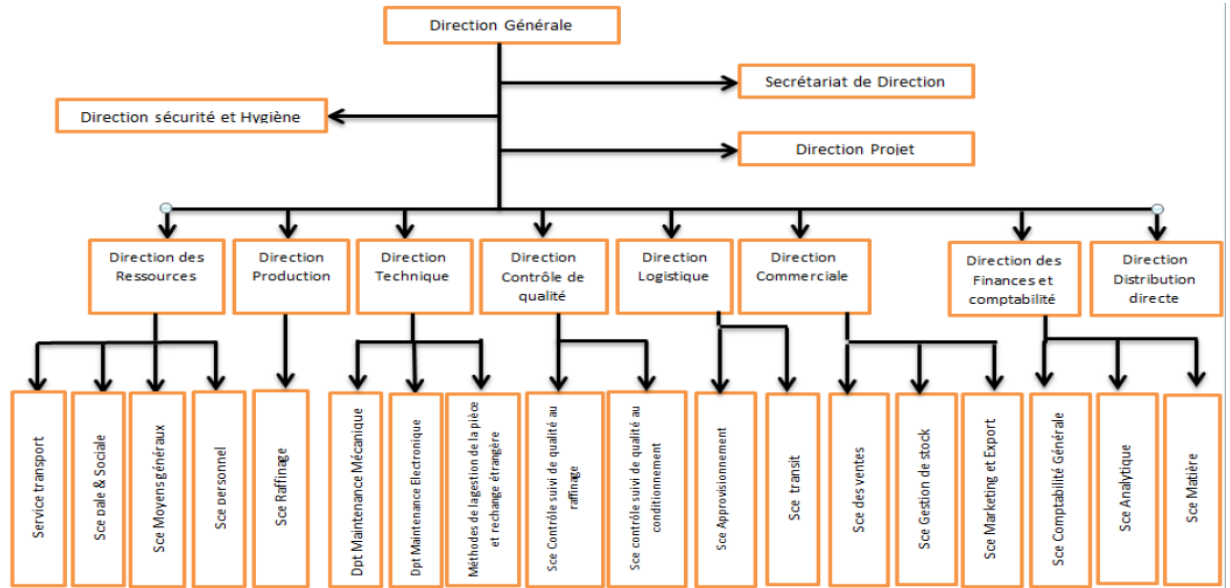 Direction Générale
Secrétariat de Direction
Direction sécurité et Hygiène
Direction Projet
Direction des
Ressources
Direction
Production
Direction
Technique
Direction
Contrôle de
qualité
Direction
Logistique
Direction
Commerciale
Direction des
Finances et
comptabilité
Direction
Distribution
directe
Service transport
Sce pale & Sociale
Sce Moyens généraux
Sce personnel
Sce Raffinage
Dpt Maintenance Mécanique
Dpt Maintenance Electronique
Méthodes de lagestion de la pièce
et rechange étrangère
Sce Contrôle suivi de qualité au
raffinage
Sce contrôle suivi de qualité au
conditionnement
Sce Approvisionnement
Sce transit
Sce des ventes
Sce Gestion de stock
Sce Marketing et Export
Sce Comptabilité Générale
Sce Analytique
Sce Matière